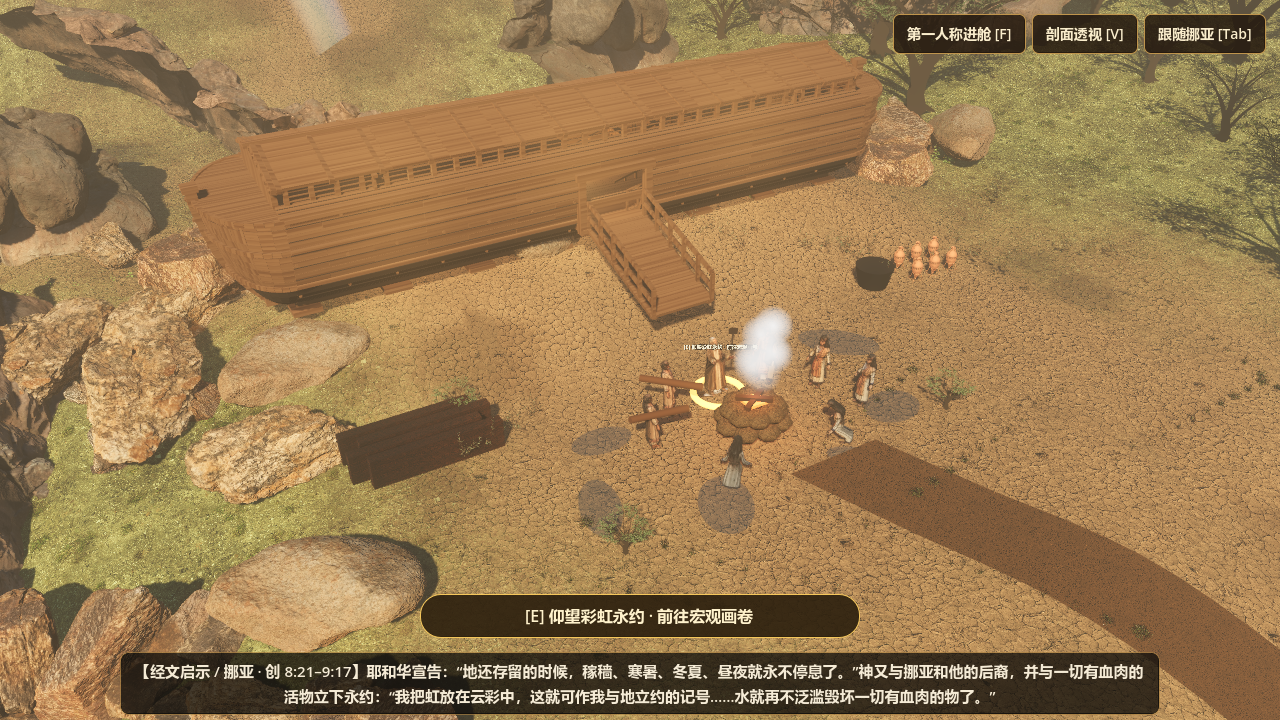 第一人称进舱 [F]
剖面透视 [V]
跟随挪亚 [Tab]
[E] 仰望彩虹永约 · 前往宏观画卷
【经文启示 / 挪亚 · 创 8:21–9:17】耶和华宣告：“地还存留的时候，稼穑、寒暑、冬夏、昼夜就永不停息了。”神又与挪亚和他的后裔，并与一切有血肉的
活物立下永约：“我把虹放在云彩中，这就可作我与地立约的记号……水就再不泛滥毁坏一切有血肉的物了。”